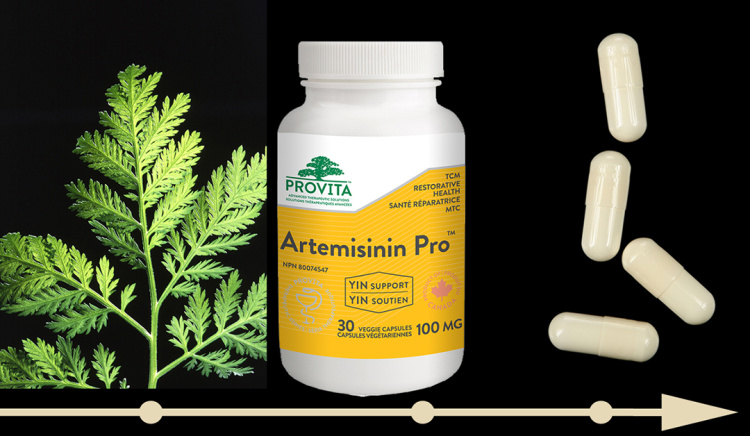 PROVITA
ADVANCED THERAPEUTIC SOLUTIONS
SOLUTIONS THÉRAPEUTIQUES AVANCÉES
TCM
RESTORATIVE
HEALTH
SANTÉ RÉPARATRICE
MTC
Artemisinin Pro™
NPN 80074547
YIN SUPPORT
YIN SOUTIEN
CANADA
30 VEGGIE CAPSULES
CAPSULES VÉGÉTARIENNES
100 MG